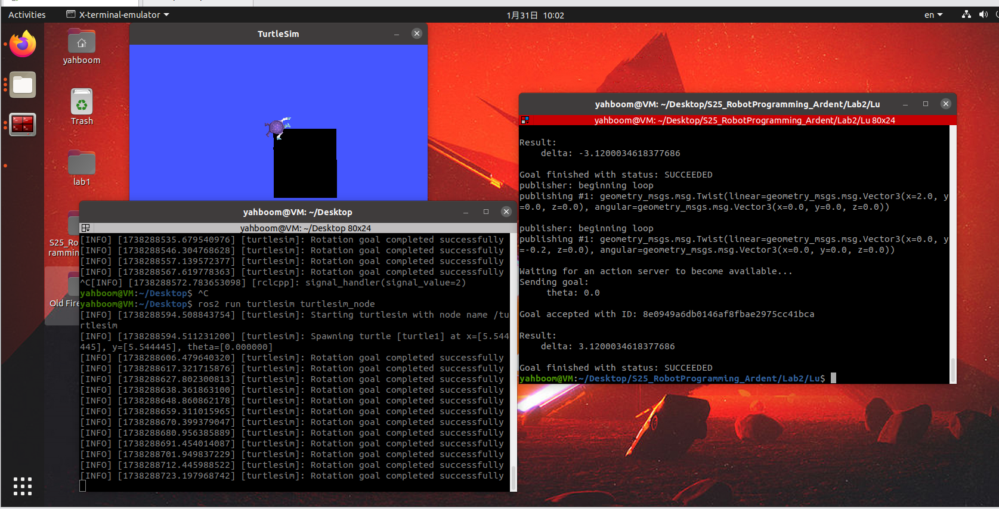 Activities
X-terminal-emulator
1月31日 10:02
en
yahboom
Trash
lab1
S25_Ro
rammin
Old Fire
TurtleSim
yahboom@VM: ~/Desktop
yahboom@VM: ~/Desktop 80x24
[INFO] [1738288535.679540976] [turtlesim]: Rotation goal completed successfully
[INFO] [1738288546.304768628] [turtlesim]: Rotation goal completed successfully
[INFO] [1738288557.139572377] [turtlesim]: Rotation goal completed successfully
[INFO] [1738288567.619778363] [turtlesim]: Rotation goal completed successfully
^C[INFO] [1738288572.783653098] [rclcpp]: signal_handler(signal_value=2)
yahboom@VM:~/Desktop$ ^C
yahboom@VM:~/Desktop$ ros2 run turtlesim turtlesim_node
[INFO] [1738288594.508843754] [turtlesim]: Starting turtlesim with node name /tu
rtlesim
[INFO] [1738288594.511231200] [turtlesim]: Spawning turtle [turtle1] at x=[5.544
445], y=[5.544445], theta=[0.000000]
[INFO] [1738288606.479640320] [turtlesim]: Rotation goal completed successfully
[INFO] [1738288617.321715876] [turtlesim]: Rotation goal completed successfully
[INFO] [1738288627.802300813] [turtlesim]: Rotation goal completed successfully
[INFO] [1738288638.361863100] [turtlesim]: Rotation goal completed successfully
[INFO] [1738288648.860862178] [turtlesim]: Rotation goal completed successfully
[INFO] [1738288659.311015965] [turtlesim]: Rotation goal completed successfully
[INFO] [1738288670.399379047] [turtlesim]: Rotation goal completed successfully
[INFO] [1738288680.956385889] [turtlesim]: Rotation goal completed successfully
[INFO] [1738288691.454014087] [turtlesim]: Rotation goal completed successfully
[INFO] [1738288701.949837229] [turtlesim]: Rotation goal completed successfully
[INFO] [1738288712.445988522] [turtlesim]: Rotation goal completed successfully
[INFO] [1738288723.197968742] [turtlesim]: Rotation goal completed successfully
yahboom@VM: ~/Desktop/S25_RobotProgramming_Ardent/Lab2/Lu
yahboom@VM: ~/Desktop/S25_RobotProgramming_Ardent/Lab2/Lu 80x24
Result:
delta: -3.1200034618377686
Goal finished with status: SUCCEEDED
publisher: beginning loop
publishing #1: geometry_msgs.msg.Twist(linear=geometry_msgs.msg.Vector3(x=2.0, y
=0.0, z=0.0), angular=geometry_msgs.msg.Vector3(x=0.0, y=0.0, z=0.0))
publisher: beginning loop
publishing #1: geometry_msgs.msg.Twist(linear=geometry_msgs.msg.Vector3(x=0.0, y
=-0.2, z=0.0), angular=geometry_msgs.msg.Vector3(x=0.0, y=0.0, z=0.0))
Waiting for an action server to become available...
Sending goal:
theta: 0.0
Goal accepted with ID: 8e0949a6db0146af8fbae2975cc41bca
Result:
delta: 3.1200034618377686
Goal finished with status: SUCCEEDED
yahboom@VM:~/Desktop/S25_RobotProgramming_Ardent/Lab2/Lu$